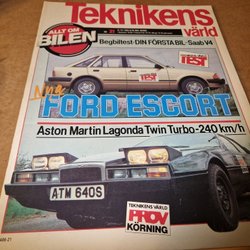 Teknikens
värld
ALLT OM
BILEN
Begbiltest-DIN FÖRSTA BIL-Saab V4
TEST
Nya
FORD ESCORT
Aston Martin Lagonda Twin Turbo-240 km/h
ATM 640S
TEKNIKENS VÄRLD
PROV
KÖRNING